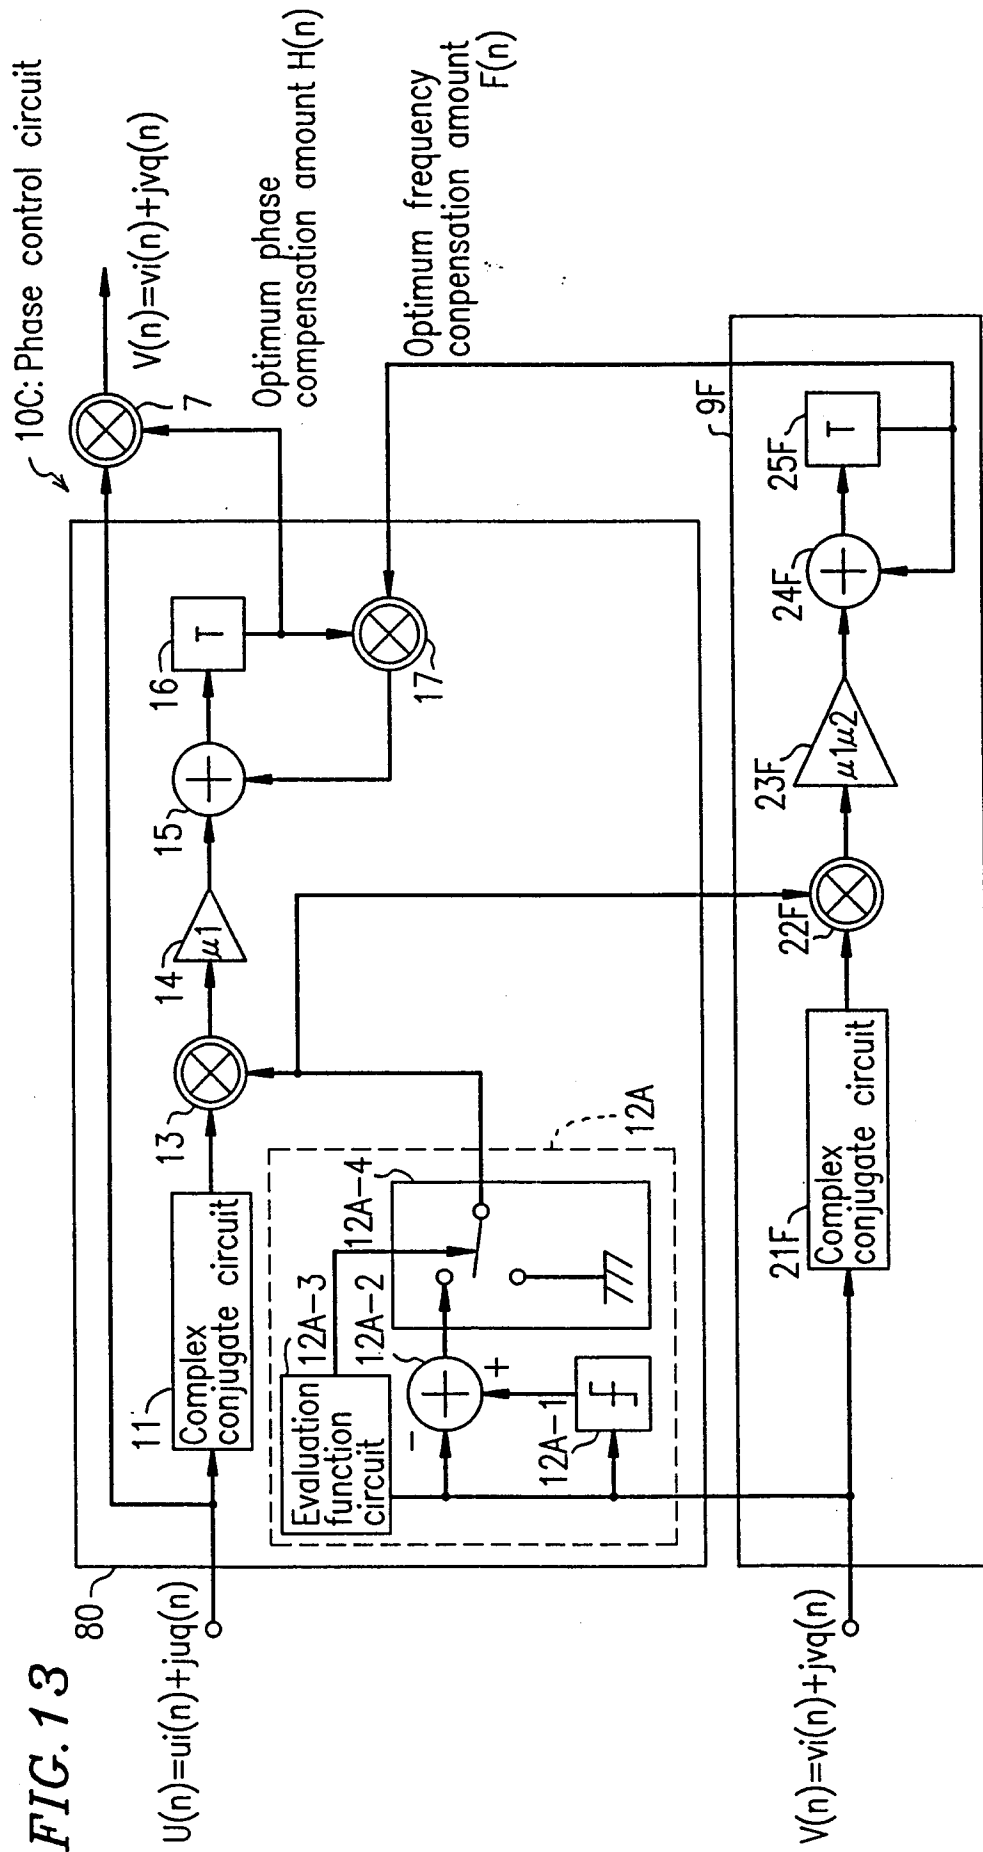 FIG. 13
10C: Phase control circuit
U(n)=ui(n)+juq(n)
80
11
Complex
conjugate circuit
13
14
μ1
15
16
T
7
V(n)=vi(n)+jvq(n)
Optimum phase
compensation amount H(n)
17
Optimum frequency
conpensation amount
F(n)
Evaluation
function
circuit
12A-3
12A-2
12A-4
12A
-
+
12A-1
V(n)=vi(n)+jvq(n)
21F
Complex
conjugate circuit
22F
23F
μ1μ2
24F
25F
T
9F